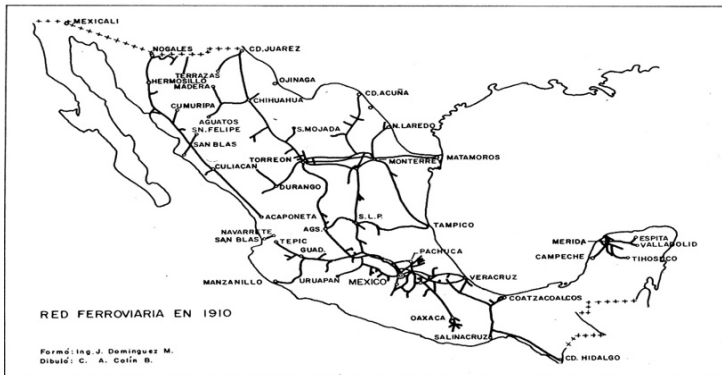 MEXICALI
NOGALES
CD. JUAREZ
TERRAZAS
HERMOSILLO
MADERA
OJINAGA
CD. ACUÑA
CHIHUAHUA
CUMURIPA
AGUATOS
SN. FELIPE
S. MOJADA
N. LAREDO
SAN BLAS
TORREON
MONTERREY
MATAMOROS
CULIACAN
DURANGO
ACAPONETA
AGS.
S.L.P.
TAMPICO
NAVARRETE
SAN BLAS
TEPIC
GUAD.
PACHUCA
MERIDA
ESPITA
VALLADOLID
CAMPECHE
TIHOSUCO
MANZANILLO
URUAPAN
MEXICO
VERACRUZ
COATZACOALCOS
OAXACA
SALINACRUZ
CD. HIDALGO
RED FERROVIARIA EN 1910
Formó: Ing. J. Dominguez M.
Dibuló: C. A. Colín B.